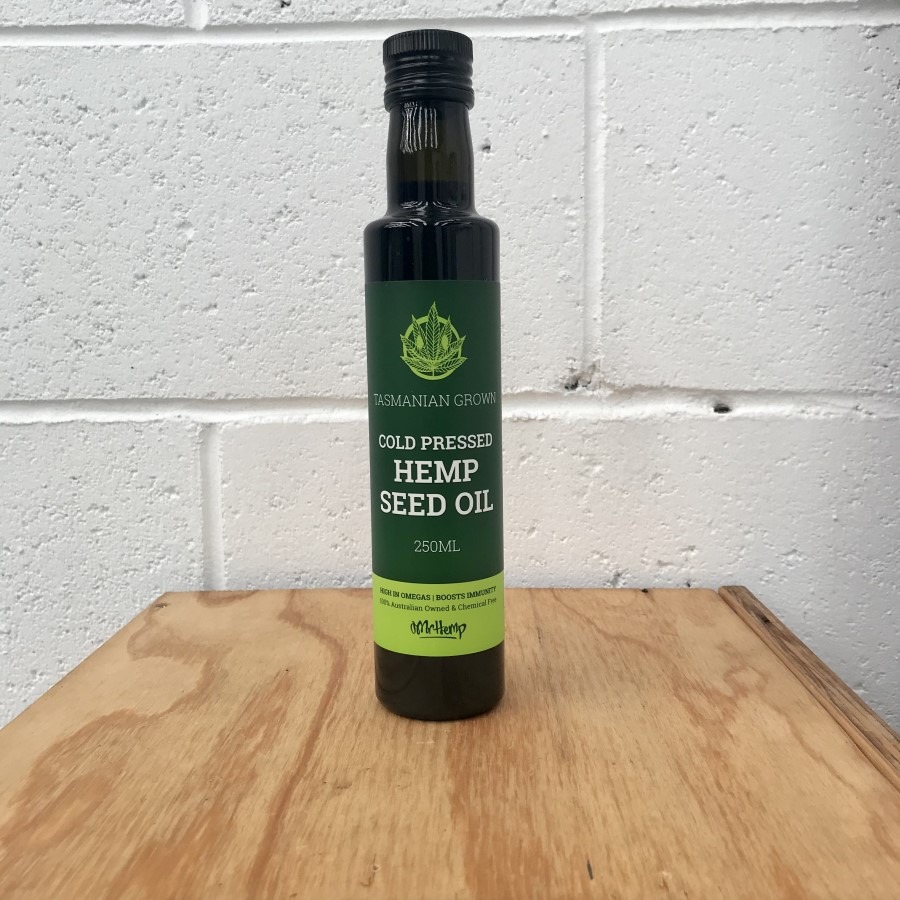 TASMANIAN GROWN
COLD PRESSED
HEMP
SEED OIL
250ML
HIGH IN OMEGAS | BOOSTS IMMUNITY
100% Australian Owned & Chemical Free
MrHemp